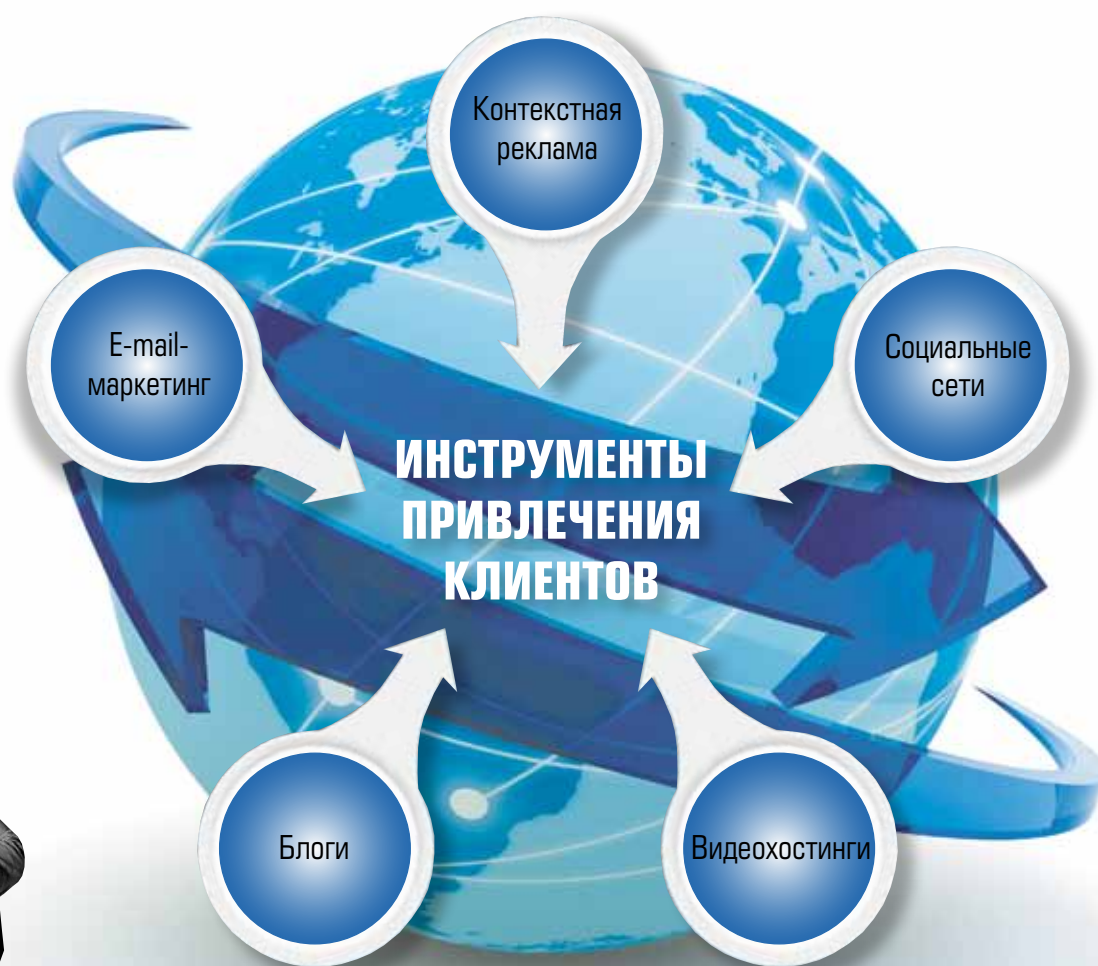 Контекстная
реклама
E-mail-
маркетинг
Социальные
сети
ИНСТРУМЕНТЫ
ПРИВЛЕЧЕНИЯ
КЛИЕНТОВ
Блоги
Видеохостинги